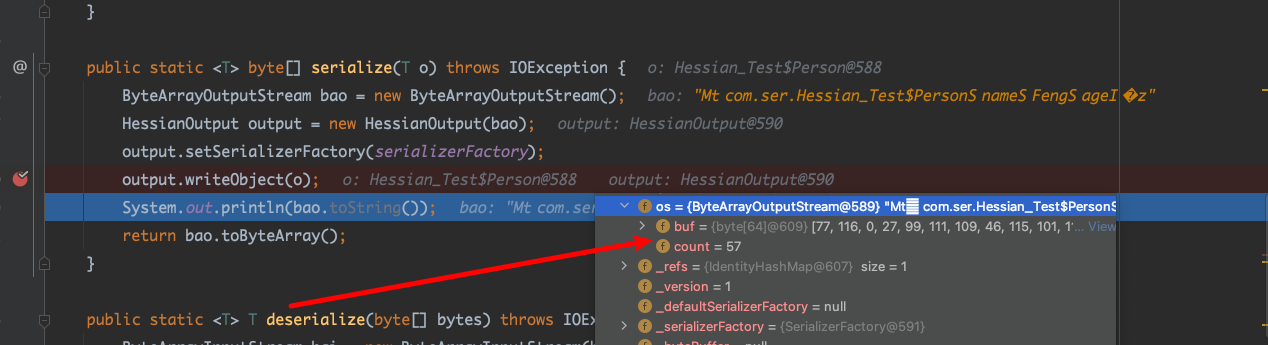 }
@
public static <T> byte[] serialize(T o) throws IOException {   o: Hessian_Test$Person@588
ByteArrayOutputStream bao = new ByteArrayOutputStream();   bao: "Mt com.ser.Hessian_Test$PersonS nameS FengS ageI �z"
HessianOutput output = new HessianOutput(bao);   output: HessianOutput@590
output.setSerializerFactory(serializerFactory);
output.writeObject(o);   o: Hessian_Test$Person@588   output: HessianOutput@590
System.out.println(bao.toString());   bao: "Mt com.ser
os = {ByteArrayOutputStream@589} "Mt▒ com.ser.Hessian_Test$PersonS
return bao.toByteArray();
buf = {byte[64]@609} [77, 116, 0, 27, 99, 111, 109, 46, 115, 101, 1… View
count = 57
}
_refs = {IdentityHashMap@607} size = 1
_version = 1
_defaultSerializerFactory = null
public static <T> T deserialize(byte[] bytes) throws IOEx
_serializerFactory = {SerializerFactory@591}